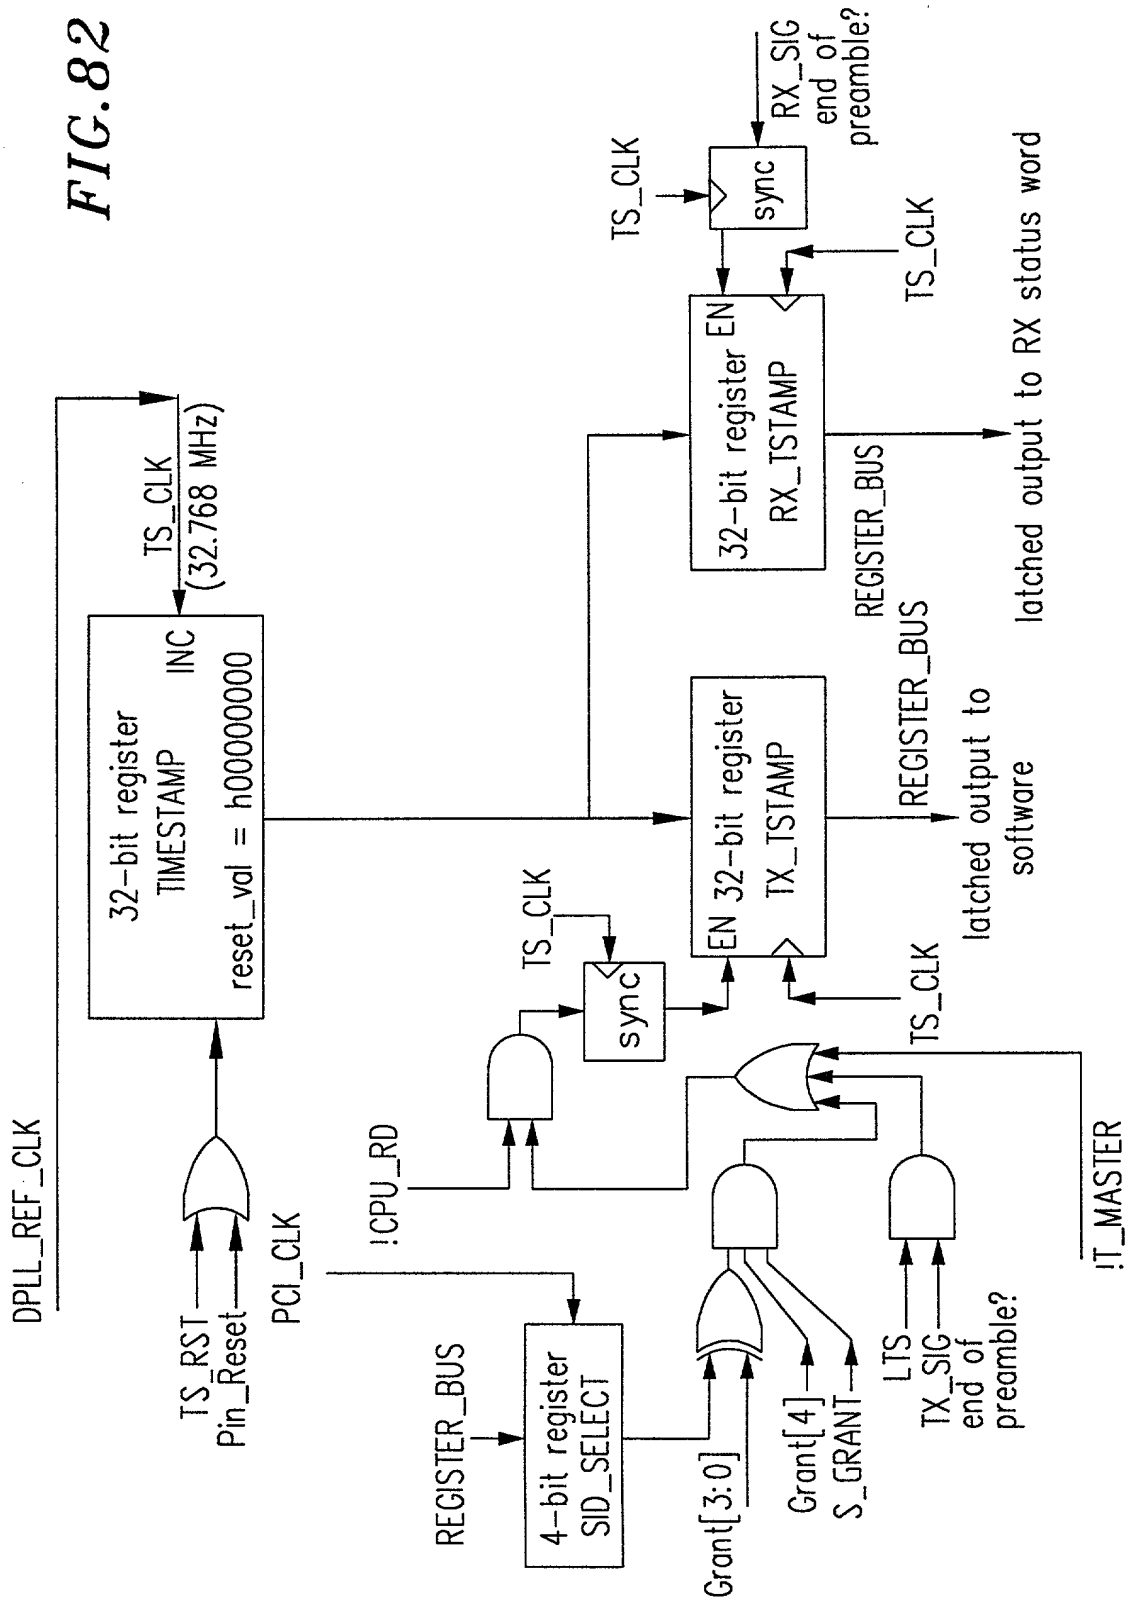 FIG.82
DPLL_REF_CLK
TS_RST
Pin_Reset
32-bit register
TIMESTAMP
INC
reset_val = h00000000
TS_CLK
(32.768 MHz)
PCI_CLK
!CPU_RD
REGISTER_BUS
4-bit register
SID_SELECT
TS_CLK
sync
Grant[3:0]
Grant[4]
S_GRANT
LTS
TX_SIG
end of
preamble?
!T_MASTER
EN
32-bit register
TX_TSTAMP
TS_CLK
REGISTER_BUS
latched output to
software
32-bit register
EN
RX_TSTAMP
TS_CLK
sync
RX_SIG
end of
preamble?
TS_CLK
REGISTER_BUS
latched output to RX status word